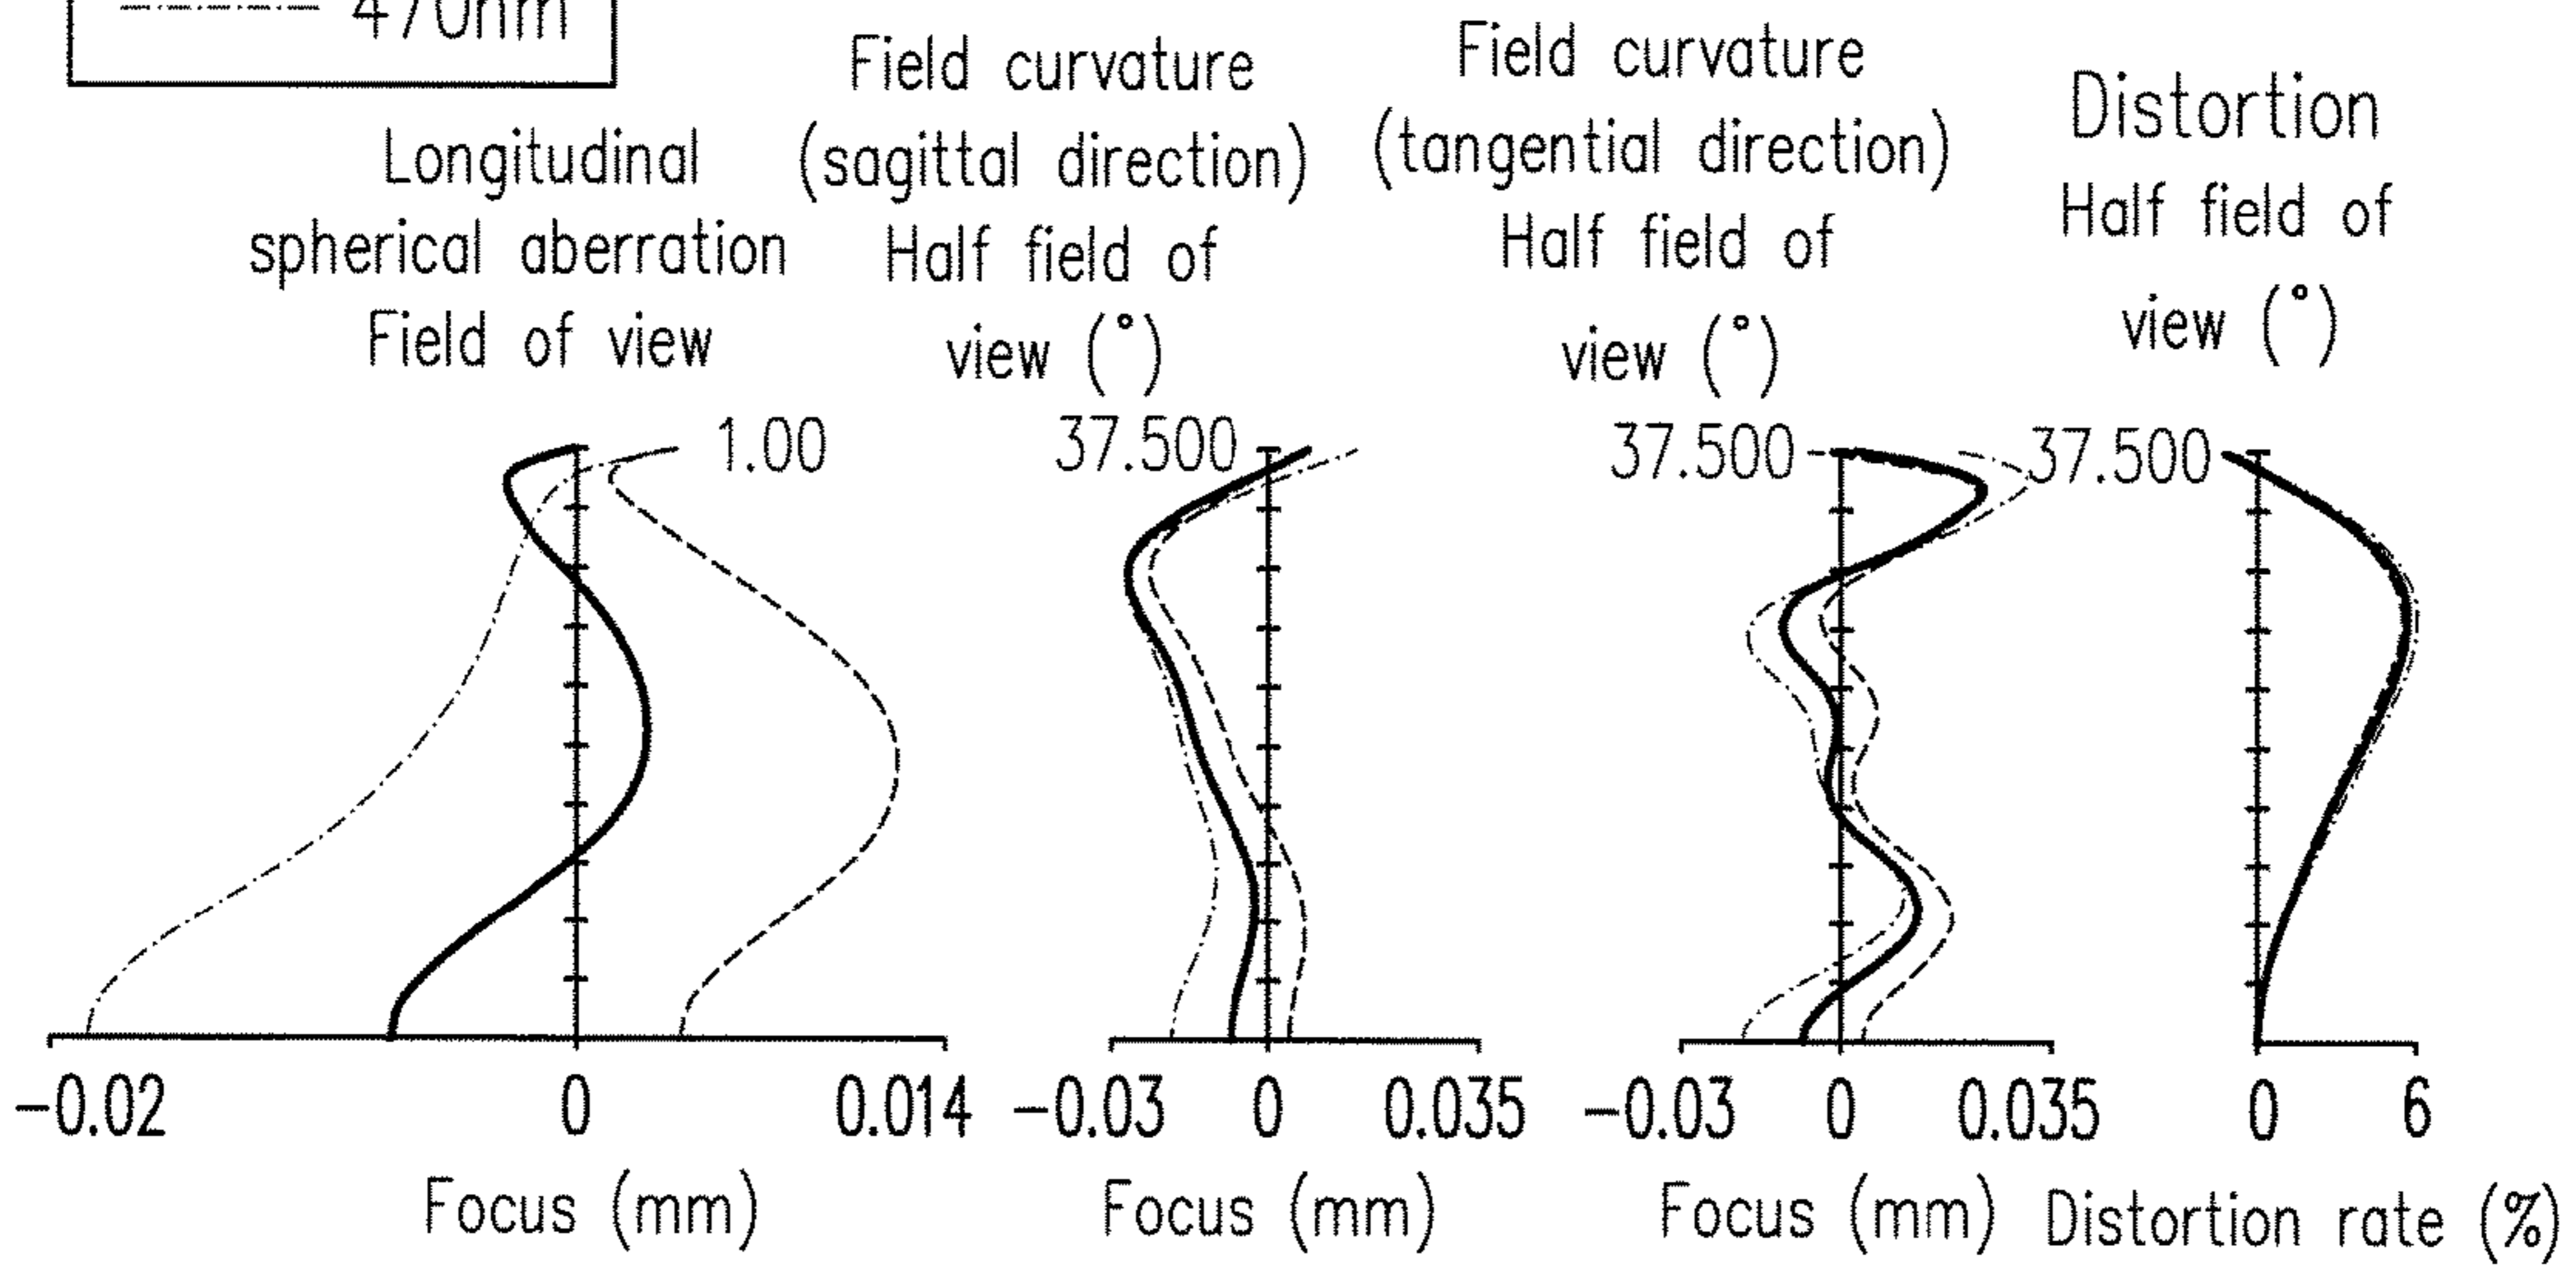 470nm
Longitudinal
spherical aberration
Field of view
1.00
-0.02 0 0.014
Focus (mm)
Field curvature
(sagittal direction)
Half field of
view (°)
37.500
-0.03 0 0.035
Focus (mm)
Field curvature
(tangential direction)
Half field of
view (°)
37.500
-0.03 0 0.035
Focus (mm)
Distortion
Half field of
view (°)
37.500
0 6
Distortion rate (%)